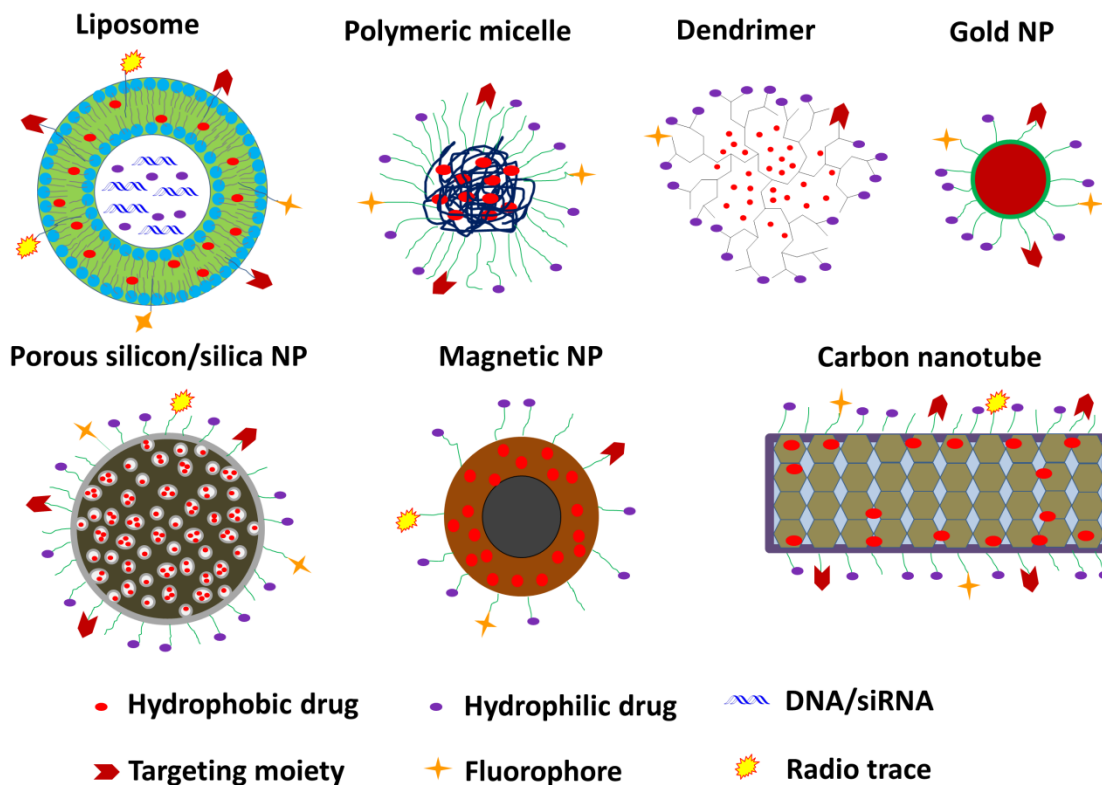 Liposome
Polymeric micelle
Dendrimer
Gold NP
Porous silicon/silica NP
Magnetic NP
Carbon nanotube
Hydrophobic drug
Hydrophilic drug
DNA/siRNA
Targeting moiety
Fluorophore
Radio trace